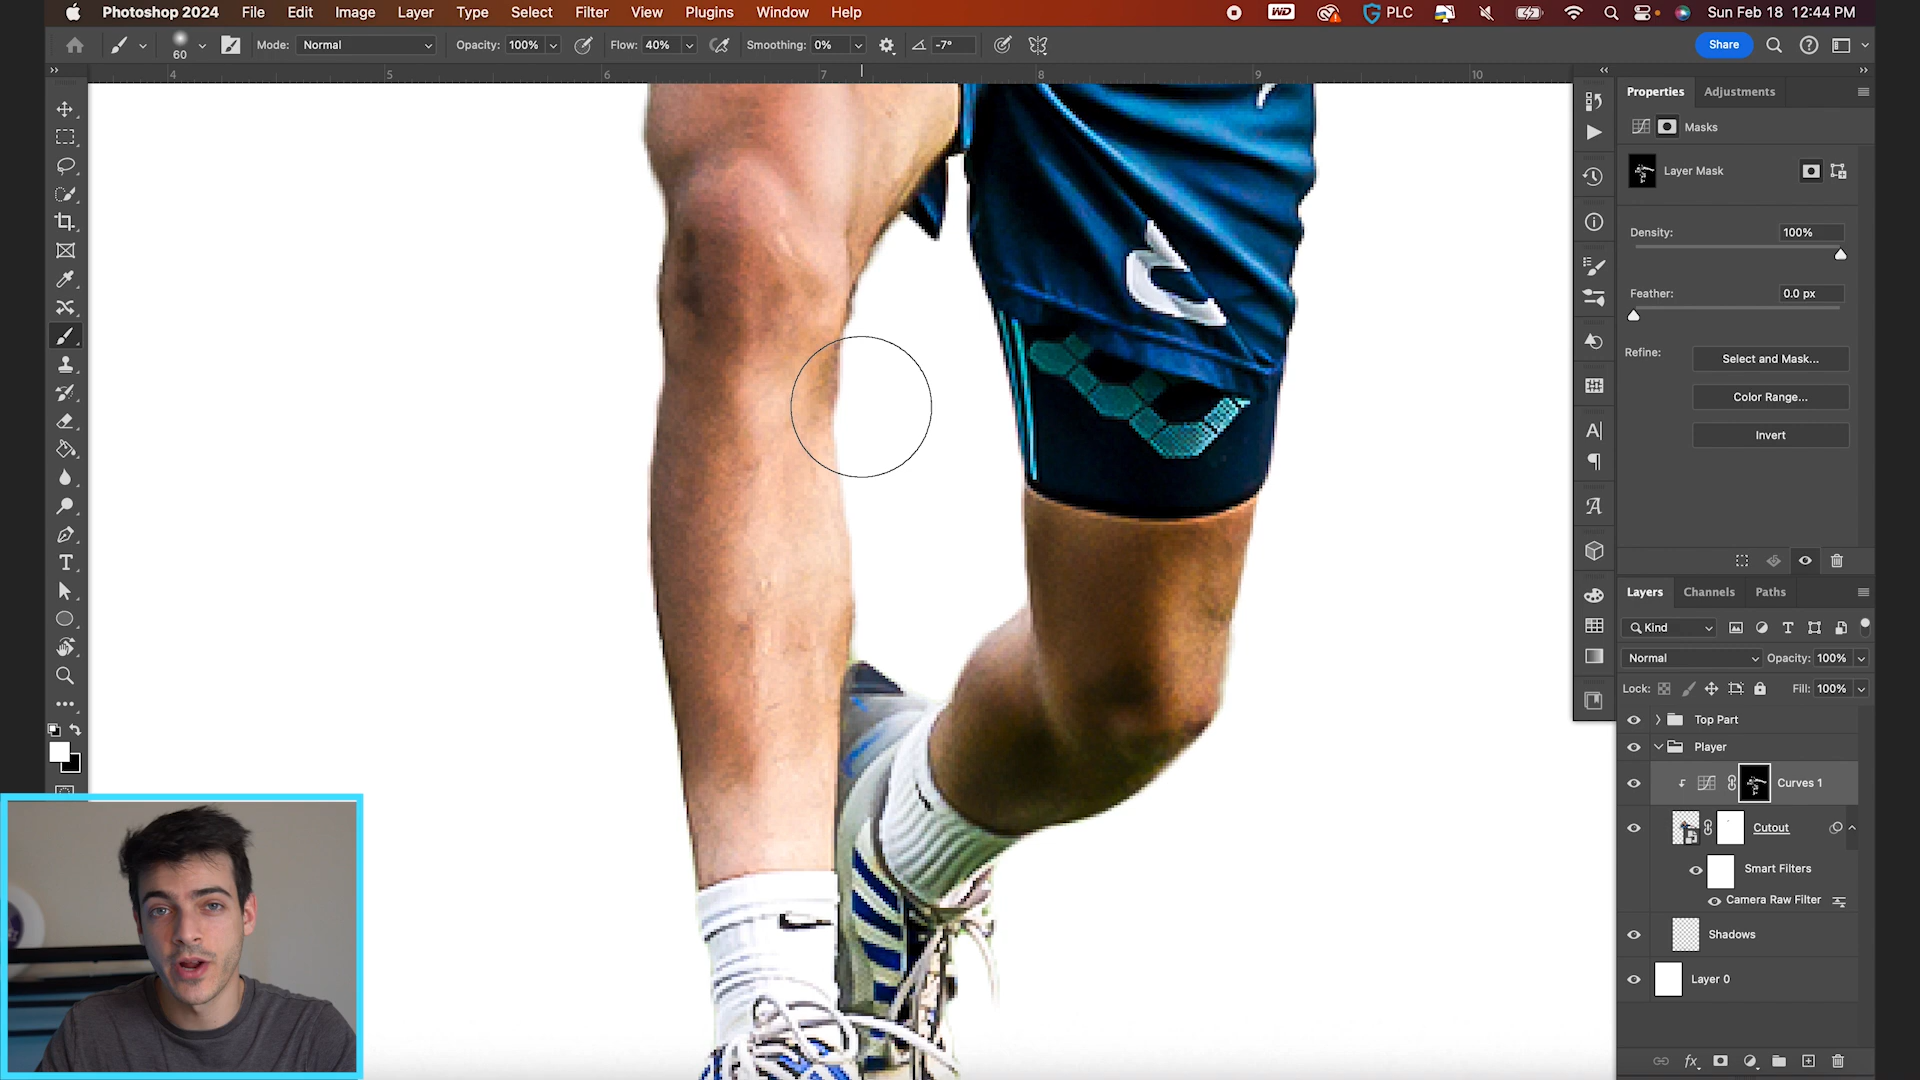 Photoshop 2024 File Edit Image Layer Type Select Filter View Plugins Window Help WD PLC Sun Feb 18 12:44 PM
60 Mode: Normal Opacity: 100% Flow: 40% Smoothing: 0% -7° Share
4 5 6 7 8 9 10
Properties Adjustments
Masks
Layer Mask
Density: 100%
Feather: 0.0 px
Refine: Select and Mask...
Color Range...
Invert
Layers Channels Paths
Kind
Normal Opacity: 100%
Lock: Fill: 100%
Top Part
Player
Curves 1
Cutout
Smart Filters
Camera Raw Filter
Shadows
Layer 0